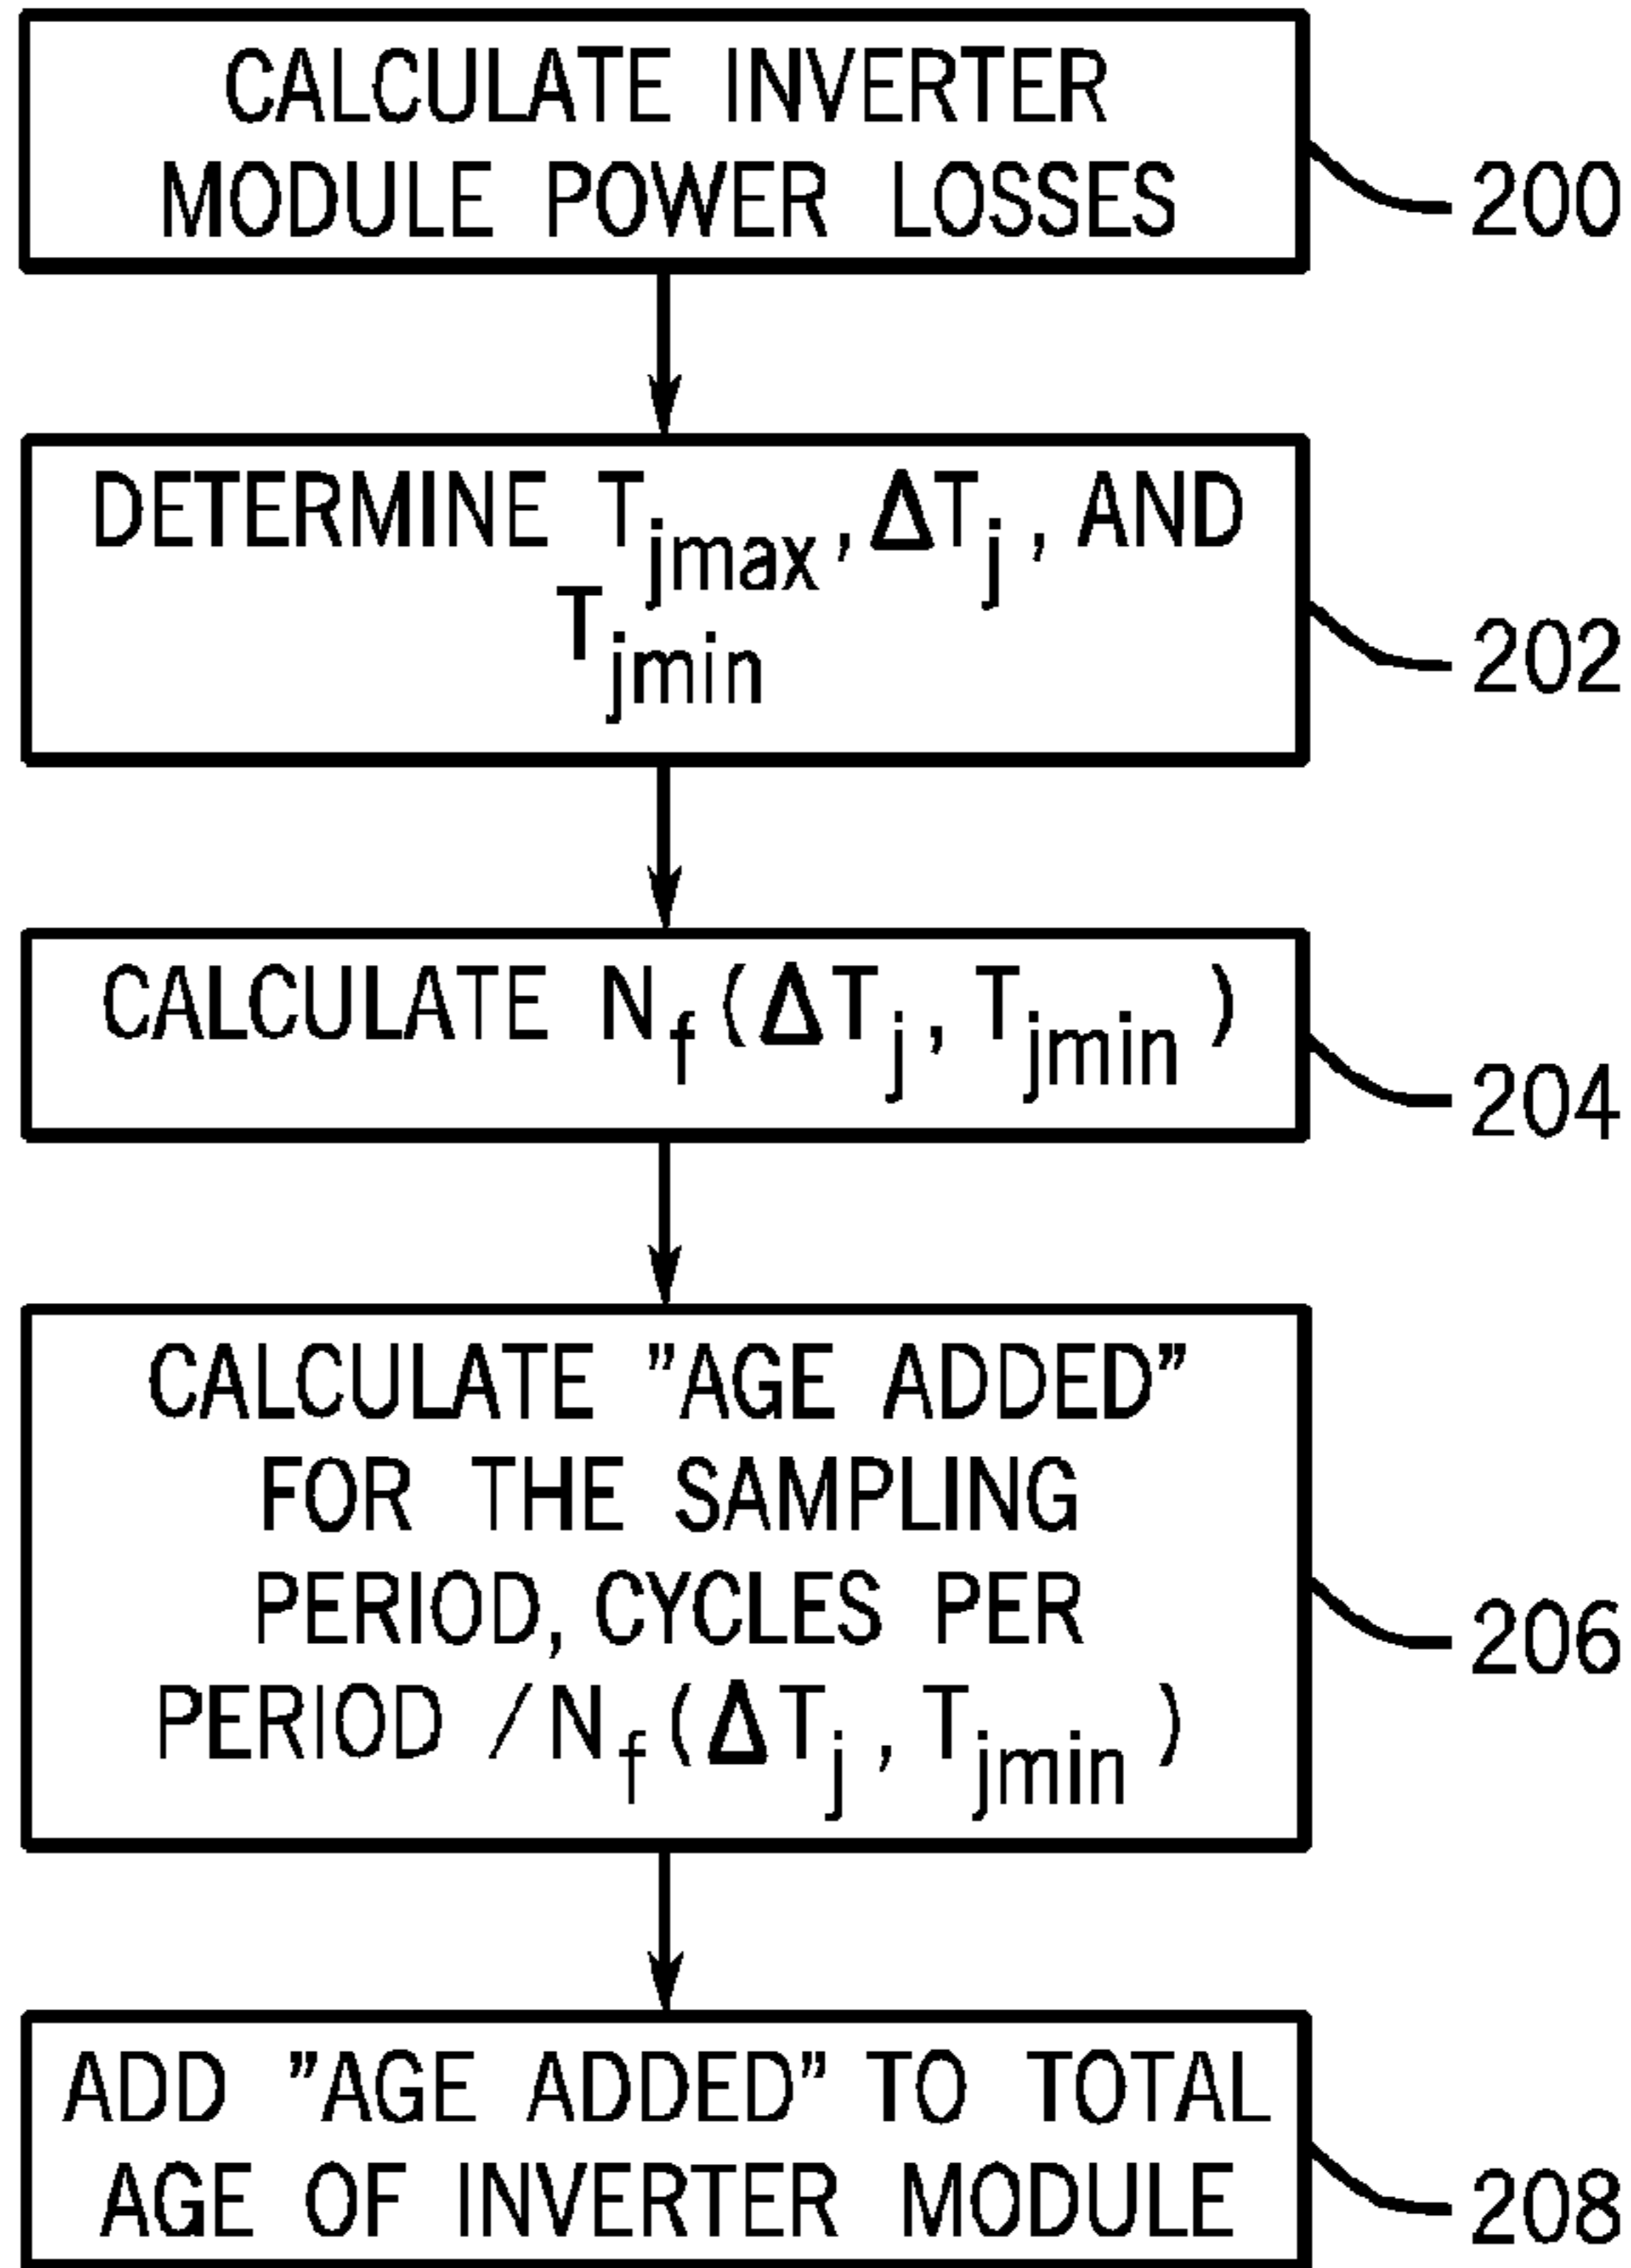 CALCULATE INVERTER
MODULE POWER LOSSES
200
DETERMINE Tjmax, ΔTj, AND
Tjmin
202
CALCULATE Nf(ΔTj, Tjmin)
204
CALCULATE "AGE ADDED"
FOR THE SAMPLING
PERIOD, CYCLES PER
PERIOD /Nf(ΔTj, Tjmin)
206
ADD "AGE ADDED" TO TOTAL
AGE OF INVERTER MODULE
208